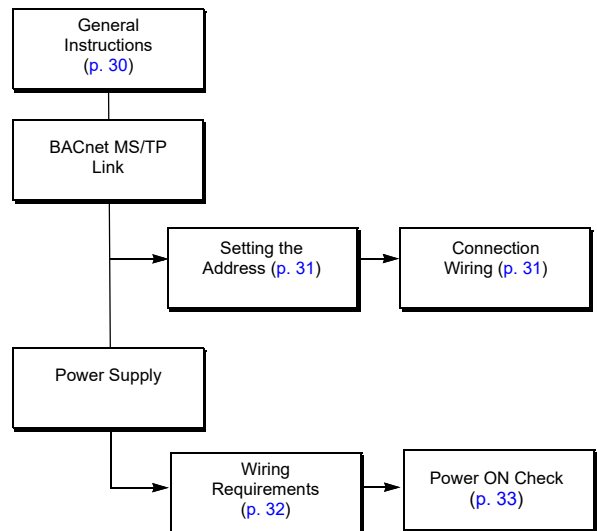 General
Instructions
(p. 30)
BACnet MS/TP
Link
Setting the
Address (p. 31)
Connection
Wiring (p. 31)
Power Supply
Wiring
Requirements
(p. 32)
Power ON Check
(p. 33)